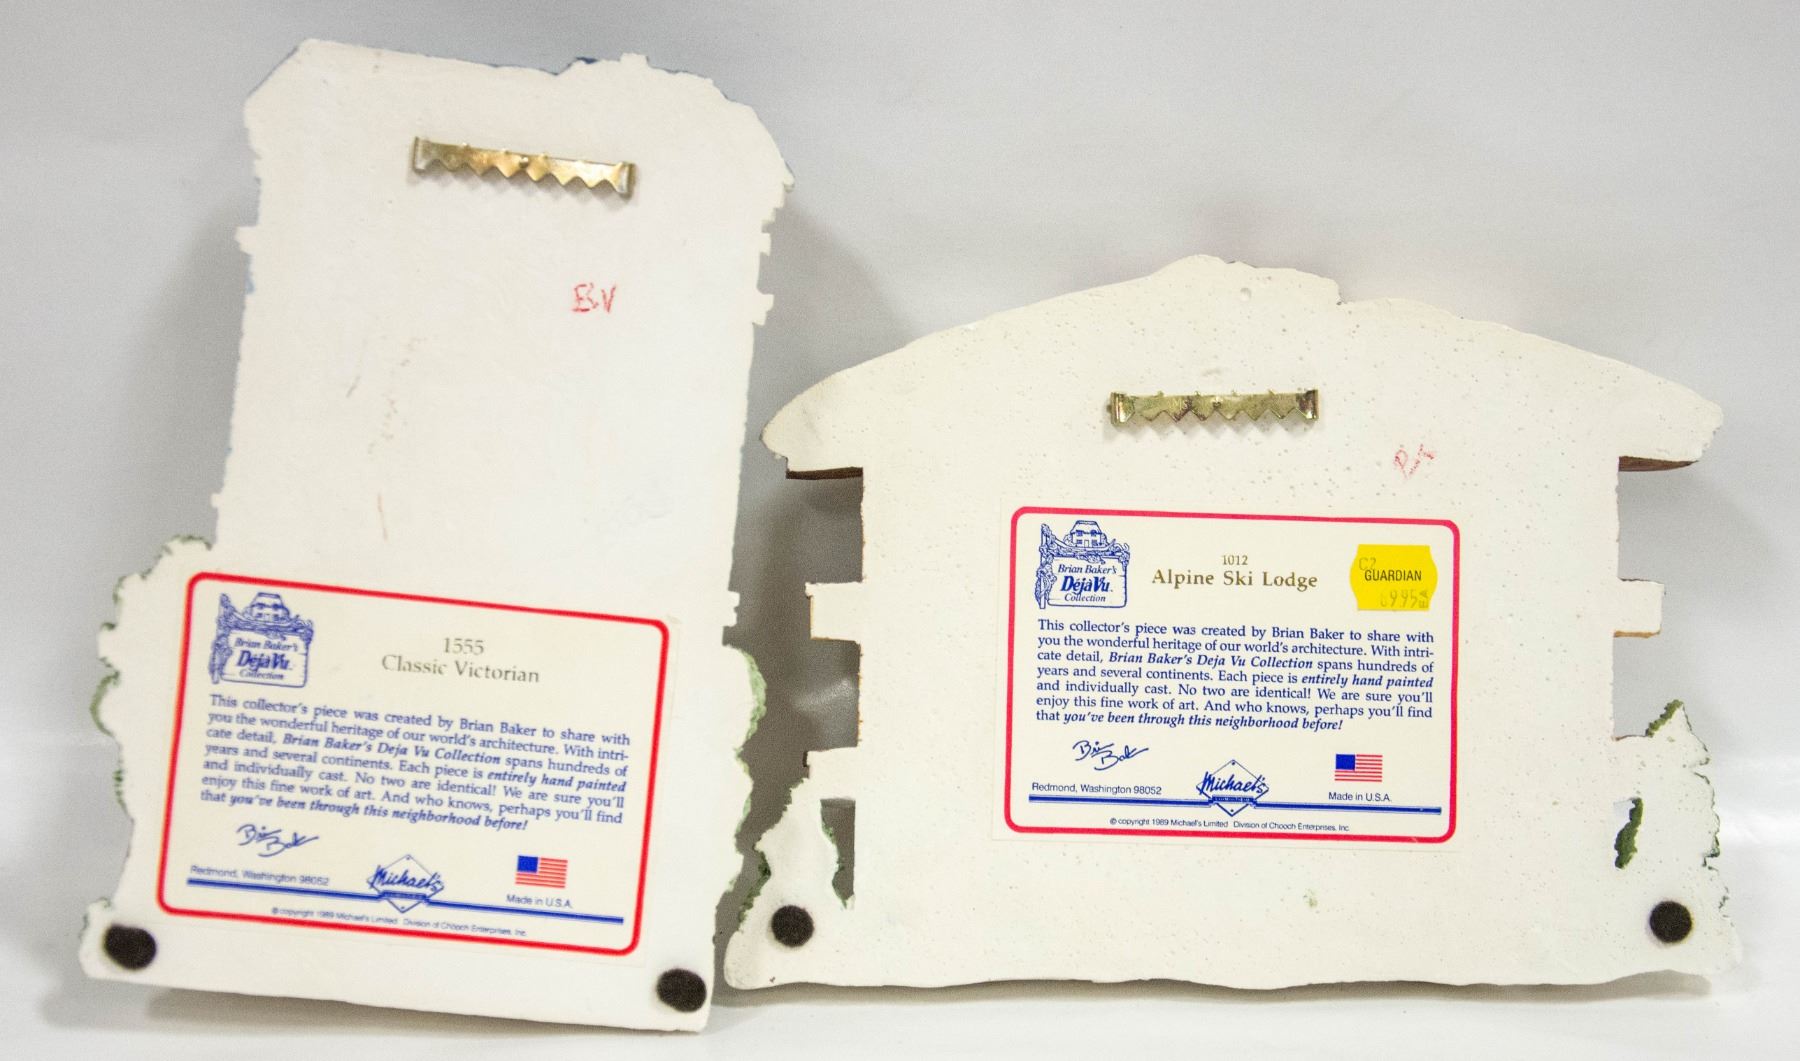 BV
Brian Baker's
DéjàVu
Collection
1555
Classic Victorian
This collector's piece was created by Brian Baker to share with
you the wonderful heritage of our world's architecture. With intri-
cate detail, Brian Baker's Deja Vu Collection spans hundreds of
years and several continents. Each piece is entirely hand painted
and individually cast. No two are identical! We are sure you'll
enjoy this fine work of art. And who knows, perhaps you'll find
that you've been through this neighborhood before!
Redmond, Washington 98052
Michael's
Made in U.S.A.
© copyright 1989 Michael's Limited Division of Chooch Enterprises, Inc.
Brian Baker's
DéjàVu
Collection
1012
Alpine Ski Lodge
GUARDIAN
This collector's piece was created by Brian Baker to share with
you the wonderful heritage of our world's architecture. With intri-
cate detail, Brian Baker's Deja Vu Collection spans hundreds of
years and several continents. Each piece is entirely hand painted
and individually cast. No two are identical! We are sure you'll
enjoy this fine work of art. And who knows, perhaps you'll find
that you've been through this neighborhood before!
Redmond, Washington 98052
Michael's
Made in U.S.A.
© copyright 1989 Michael's Limited Division of Chooch Enterprises, Inc.